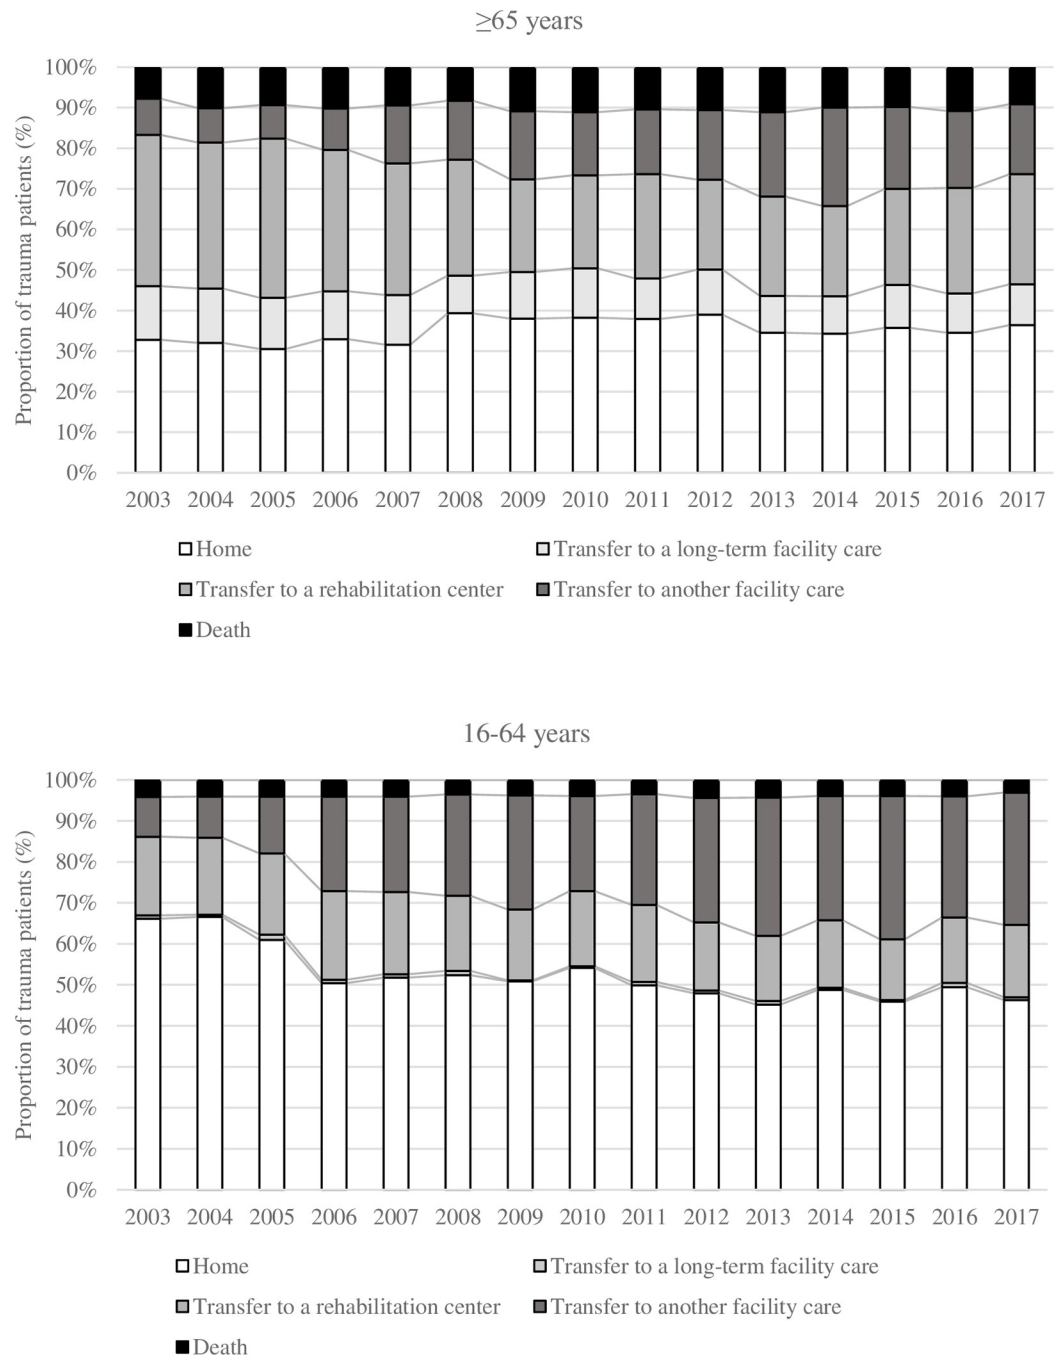 ≥65 years
Proportion of trauma patients (%)
100%
90%
80%
70%
60%
50%
40%
30%
20%
10%
0%
2003 2004 2005 2006 2007 2008 2009 2010 2011 2012 2013 2014 2015 2016 2017
Home Transfer to a long-term facility care
Transfer to a rehabilitation center Transfer to another facility care
Death
16-64 years
Proportion of trauma patients (%)
100%
90%
80%
70%
60%
50%
40%
30%
20%
10%
0%
2003 2004 2005 2006 2007 2008 2009 2010 2011 2012 2013 2014 2015 2016 2017
Home Transfer to a long-term facility care
Transfer to a rehabilitation center Transfer to another facility care
Death